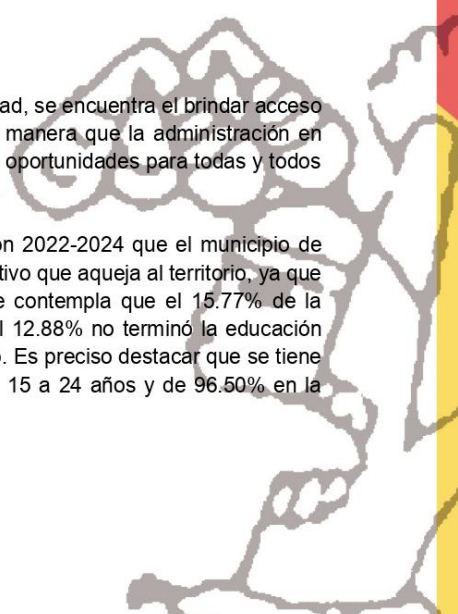 ad, se encuentra el brindar acceso
manera que la administración en
oportunidades para todas y todos
ón 2022-2024 que el municipio de
tivo que aqueja al territorio, ya que
e contempla que el 15.77% de la
l 12.88% no terminó la educación
o. Es preciso destacar que se tiene
15 a 24 años y de 96.50% en la